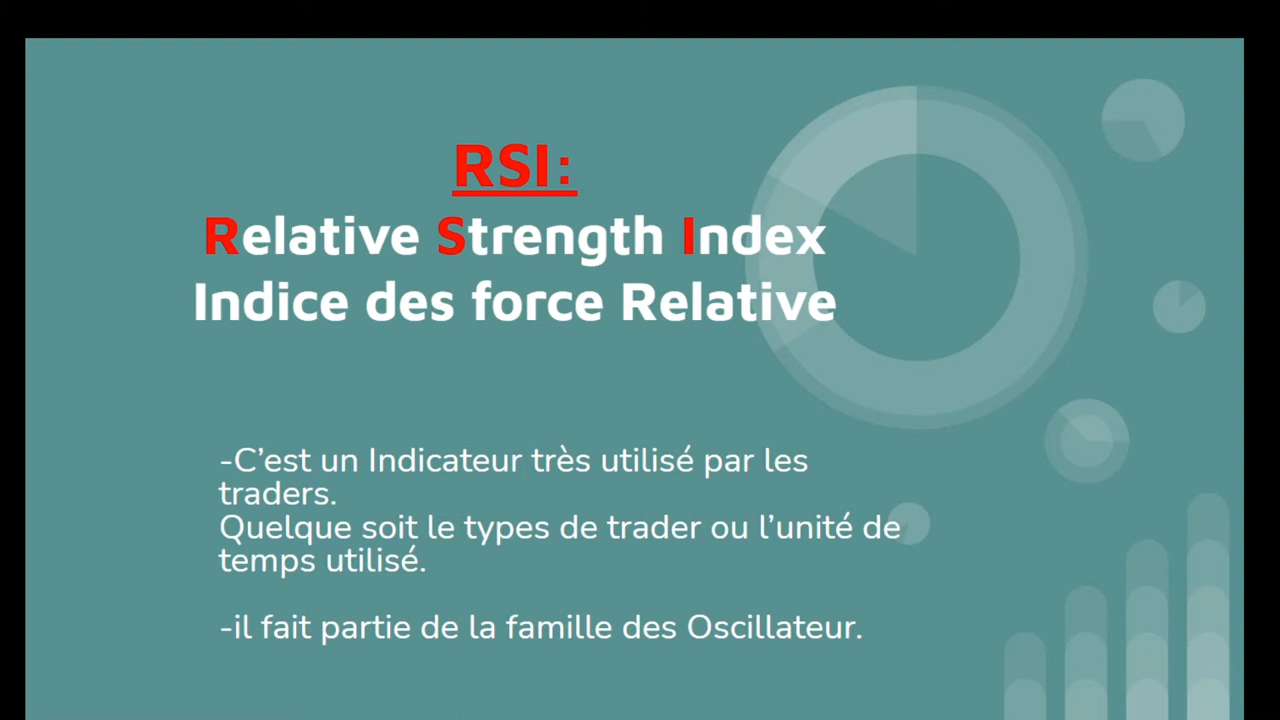 RSI:
Relative Strength Index
Indice des force Relative
-C’est un Indicateur très utilisé par les
traders.
Quelque soit le types de trader ou l’unité de
temps utilisé.
-il fait partie de la famille des Oscillateur.